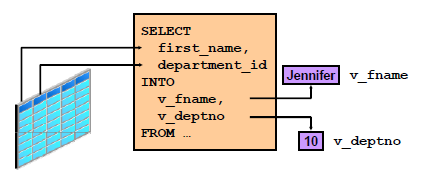 SELECT
first_name,
department_id
INTO
v_fname,
v_deptno
FROM …
Jennifer v_fname
10 v_deptno